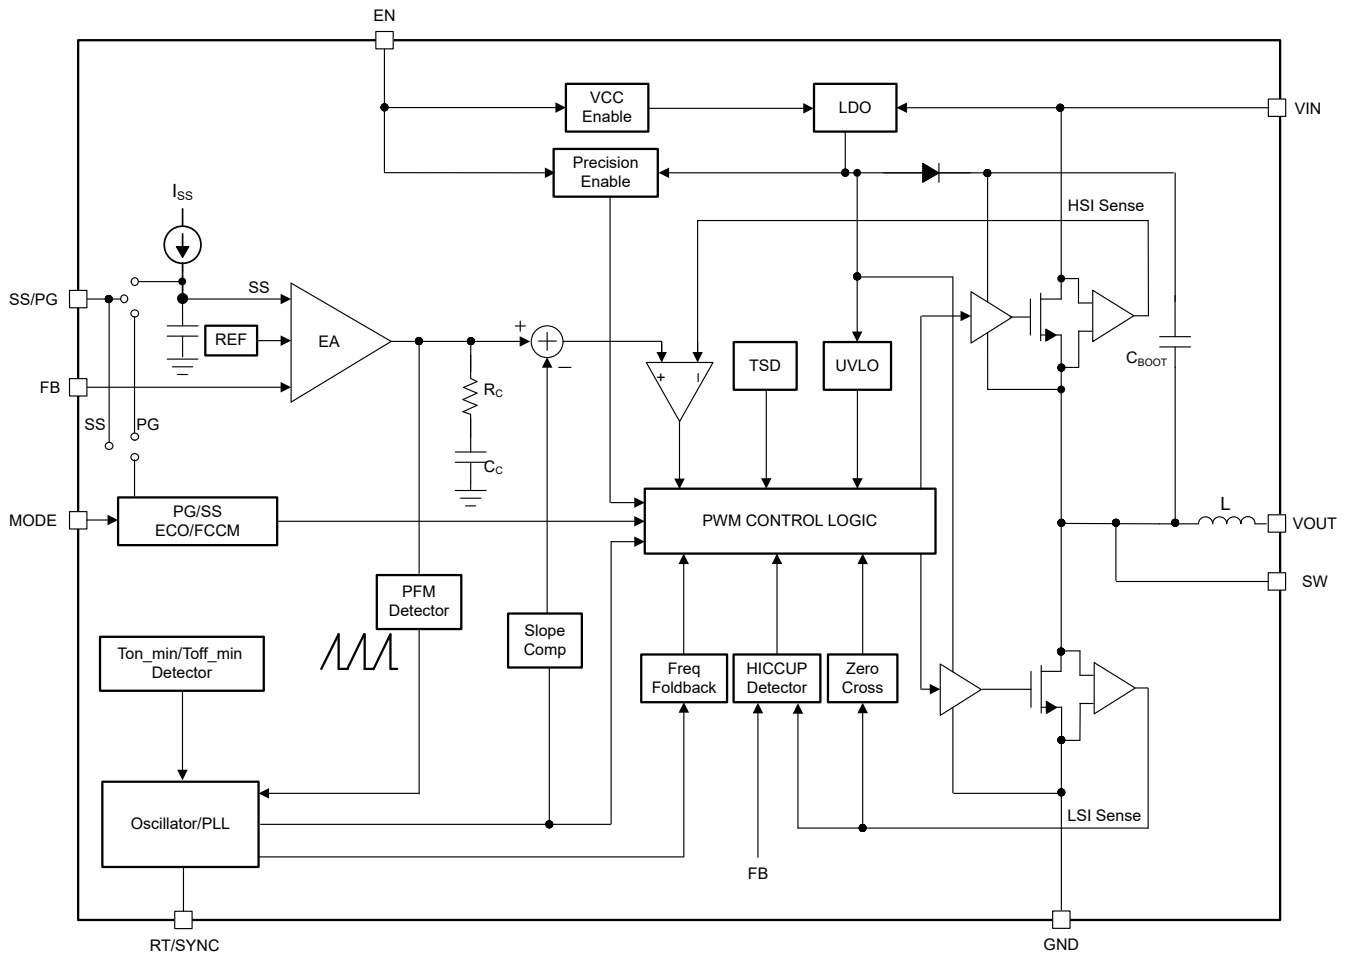 EN
VCC
Enable
LDO
VIN
Precision
Enable
ISS
HSI Sense
SS/PG
SS
REF
EA
+
+
−
+
−
TSD
UVLO
CBOOT
FB
RC
SS
PG
CC
MODE
PG/SS
ECO/FCCM
PWM CONTROL LOGIC
L
VOUT
SW
PFM
Detector
Slope
Comp
Ton_min/Toff_min
Detector
Freq
Foldback
HICCUP
Detector
Zero
Cross
Oscillator/PLL
LSI Sense
FB
RT/SYNC
GND